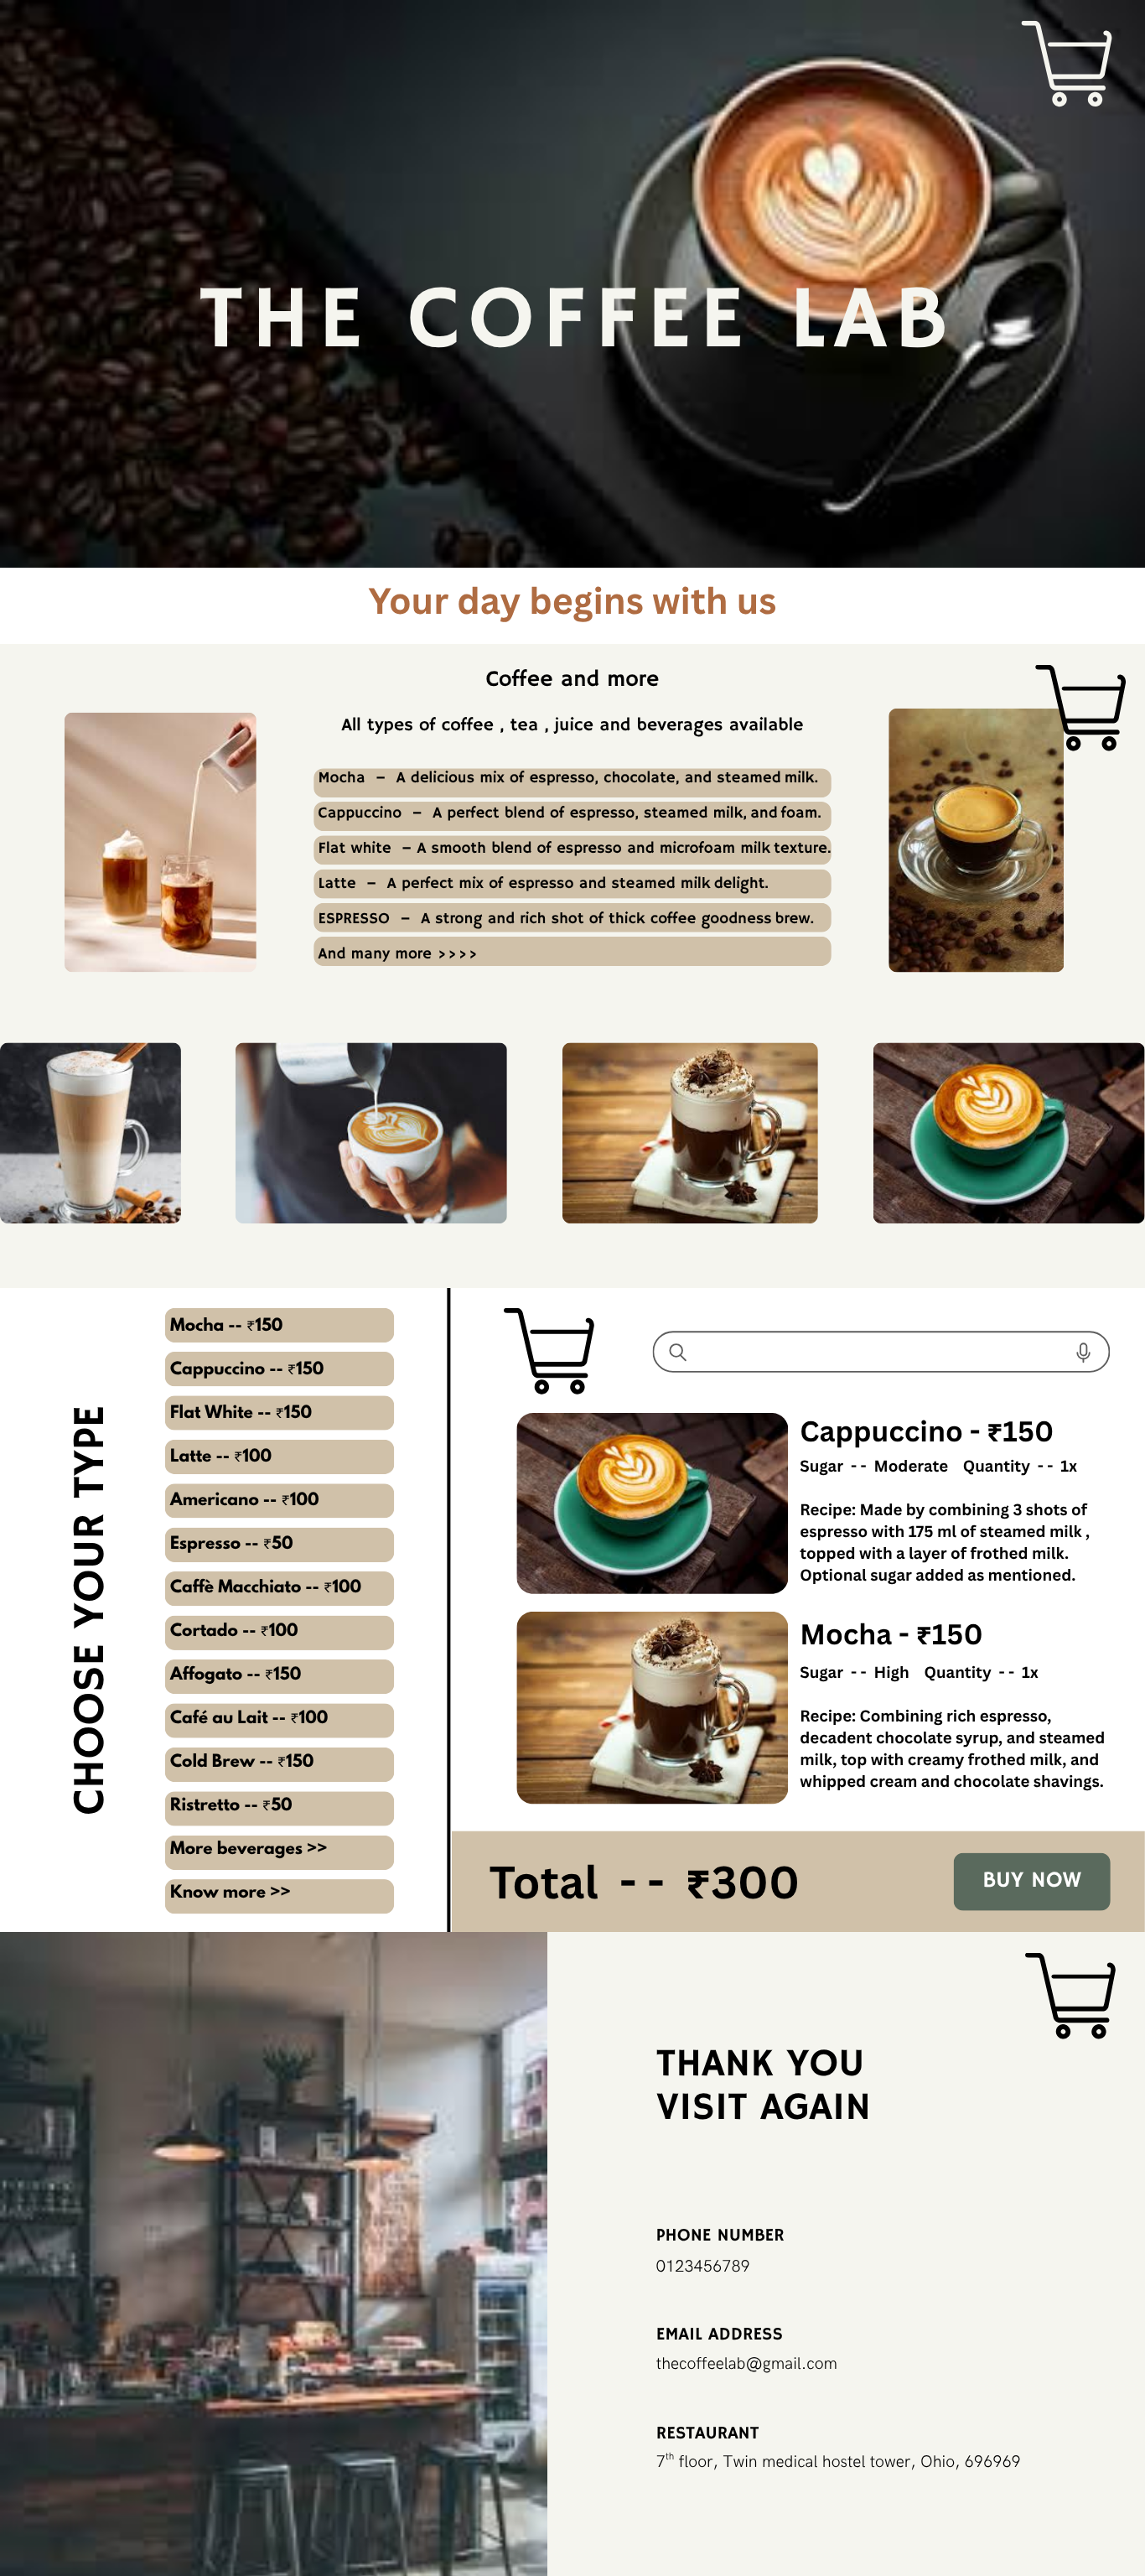 THE COFFEE LAB
Your day begins with us
Coffee and more
All types of coffee , tea , juice and beverages available
Mocha – A delicious mix of espresso, chocolate, and steamed milk.
Cappuccino – A perfect blend of espresso, steamed milk, and foam.
Flat white – A smooth blend of espresso and microfoam milk texture.
Latte – A perfect mix of espresso and steamed milk delight.
ESPRESSO – A strong and rich shot of thick coffee goodness brew.
And many more >>>>
CHOOSE YOUR TYPE
Mocha -- ₹150
Cappuccino -- ₹150
Flat White -- ₹150
Latte -- ₹100
Americano -- ₹100
Espresso -- ₹50
Caffè Macchiato -- ₹100
Cortado -- ₹100
Affogato -- ₹150
Café au Lait -- ₹100
Cold Brew -- ₹150
Ristretto -- ₹50
More beverages >>
Know more >>
Cappuccino - ₹150
Sugar -- Moderate Quantity -- 1x
Recipe: Made by combining 3 shots of
espresso with 175 ml of steamed milk ,
topped with a layer of frothed milk.
Optional sugar added as mentioned.
Mocha - ₹150
Sugar -- High Quantity -- 1x
Recipe: Combining rich espresso,
decadent chocolate syrup, and steamed
milk, top with creamy frothed milk, and
whipped cream and chocolate shavings.
Total -- ₹300
BUY NOW
THANK YOU
VISIT AGAIN
PHONE NUMBER
0123456789
EMAIL ADDRESS
thecoffeelab@gmail.com
RESTAURANT
7th floor, Twin medical hostel tower, Ohio, 696969